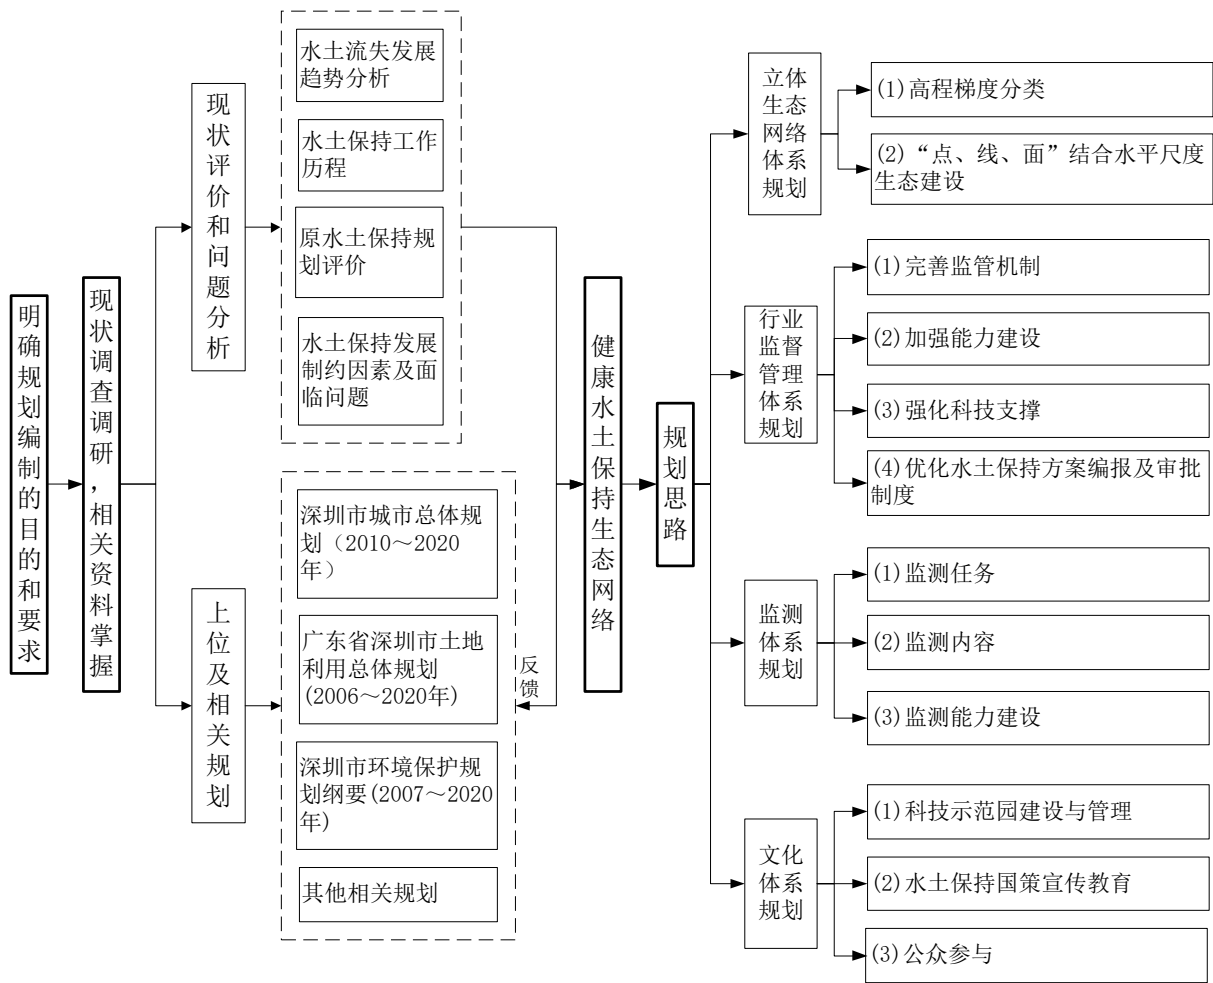 明确规划编制的目的和要求
现状调查调研，相关资料掌握
现状评价和问题分析
水土流失发展
趋势分析
水土保持工作
历程
原水土保持规
划评价
水土保持发展
制约因素及面
临问题
上位及相关规划
深圳市城市总体规
划（2010～2020
年）
广东省深圳市土地
利用总体规划
(2006～2020年)
深圳市环境保护规
划纲要(2007～2020
年)
其他相关规划
反
馈
健康水土保持生态网络
规划思路
立体
生态
网络
体系
规划
(1)高程梯度分类
(2)“点、线、面”结合水平尺度
生态建设
行业
监督
管理
体系
规划
(1)完善监管机制
(2)加强能力建设
(3)强化科技支撑
(4)优化水土保持方案编报及审批
制度
监测
体系
规划
(1)监测任务
(2)监测内容
(3)监测能力建设
文化
体系
规划
(1)科技示范园建设与管理
(2)水土保持国策宣传教育
(3)公众参与